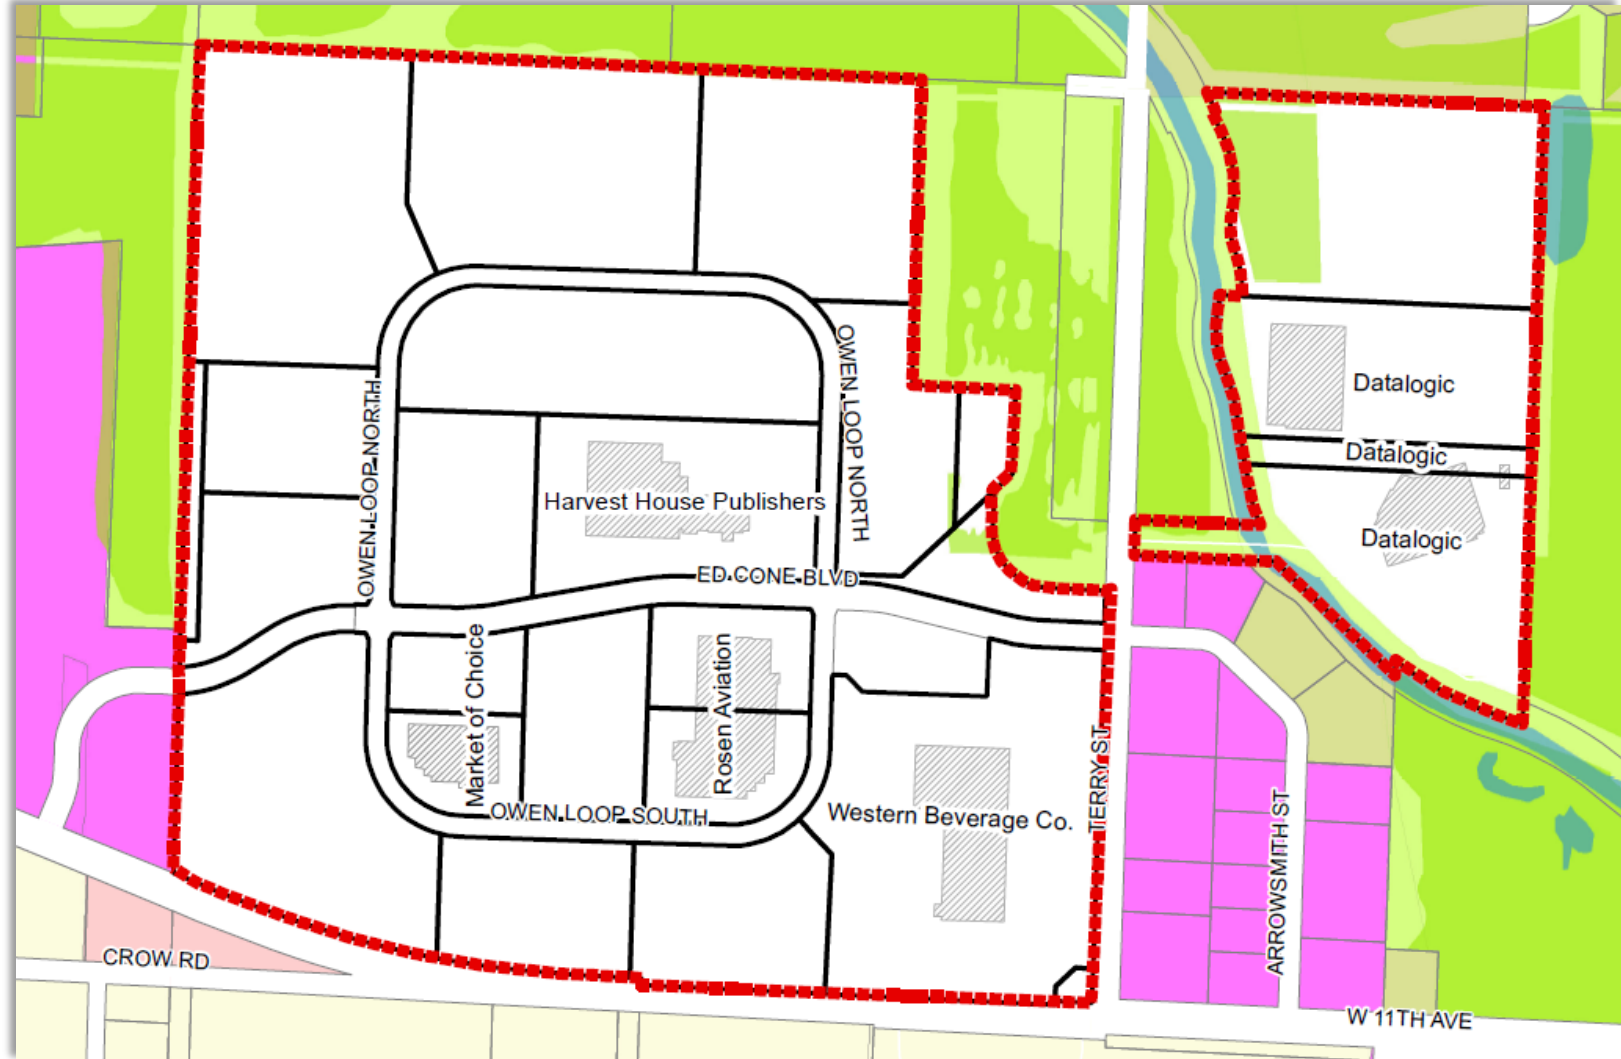 OWEN LOOP NORTH
OWEN LOOP NORTH
Datalogic
Datalogic
Datalogic
Harvest House Publishers
ED CONE BLVD
Market of Choice
Rosen Aviation
OWEN LOOP SOUTH
Western Beverage Co.
TERRY ST
ARROWSMITH ST
CROW RD
W 11TH AVE